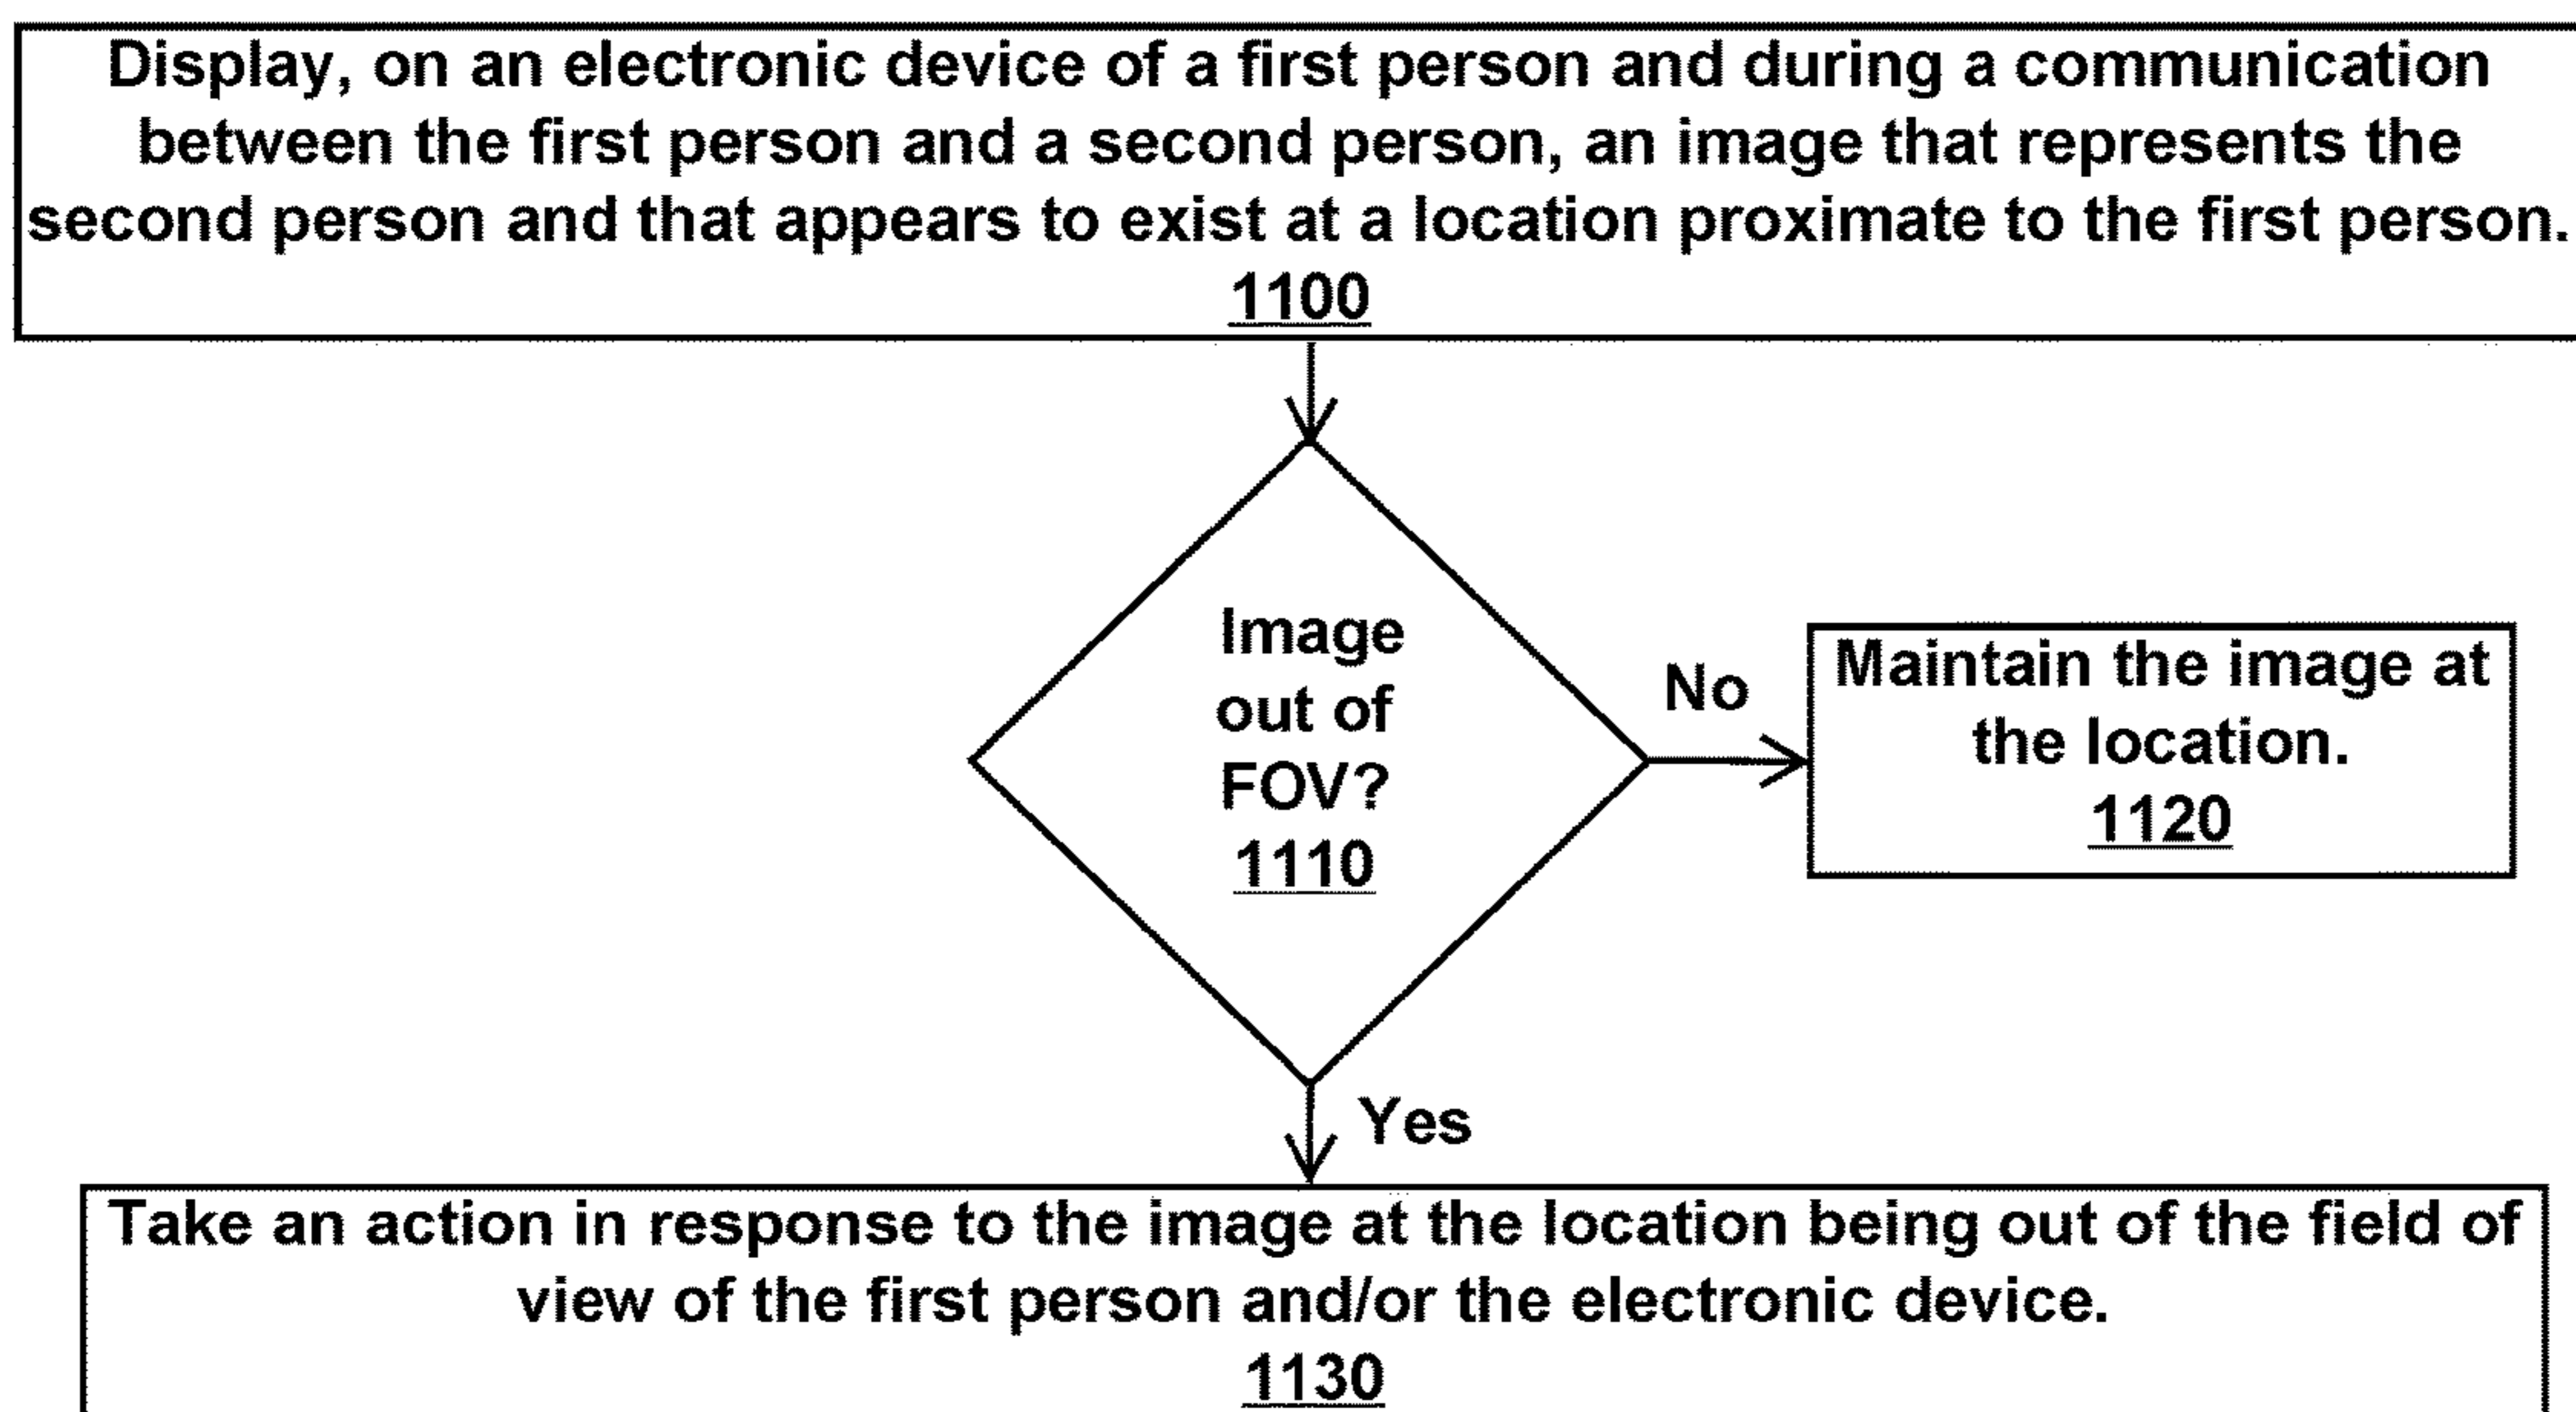 Display, on an electronic device of a first person and during a communication
between the first person and a second person, an image that represents the
second person and that appears to exist at a location proximate to the first person.
1100
Image
out of
FOV?
1110
No
Maintain the image at
the location.
1120
Yes
Take an action in response to the image at the location being out of the field of
view of the first person and/or the electronic device.
1130